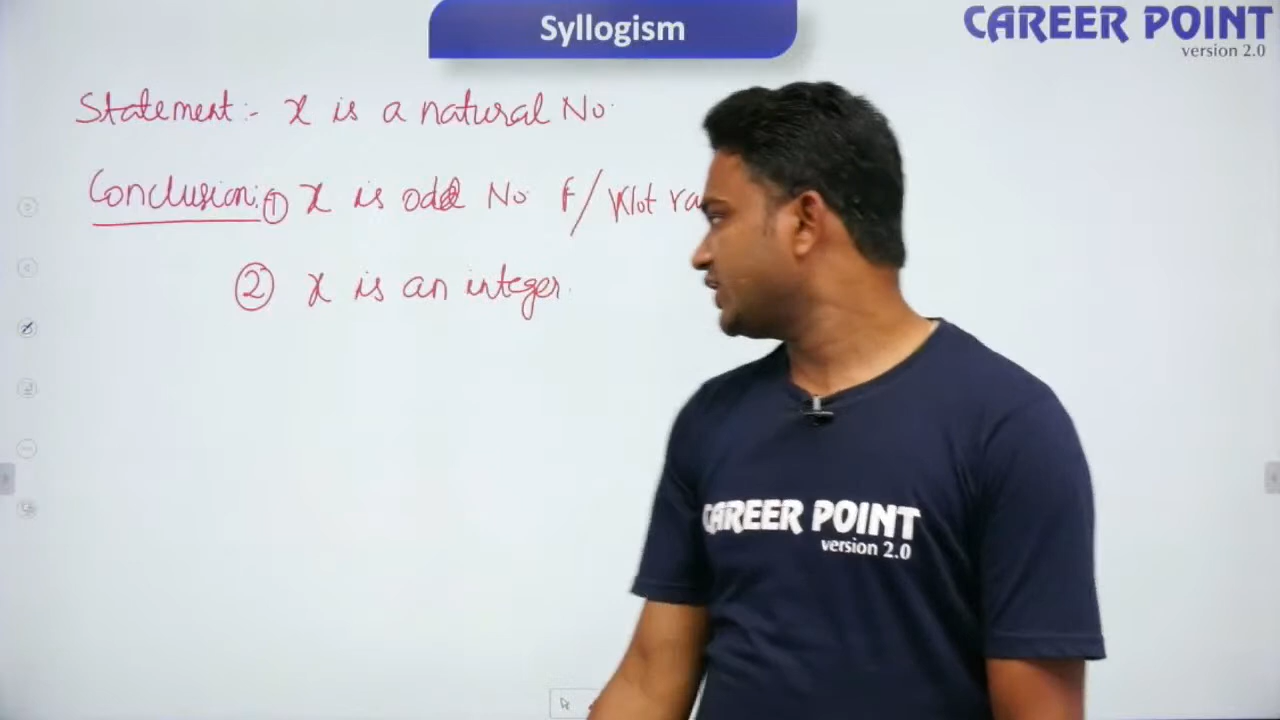 Syllogism
CAREER POINT
version 2.0
Statement:- x is a natural No.
Conclusion: ① x is odd No F/
② x is an integer.
CAREER POINT
version 2.0